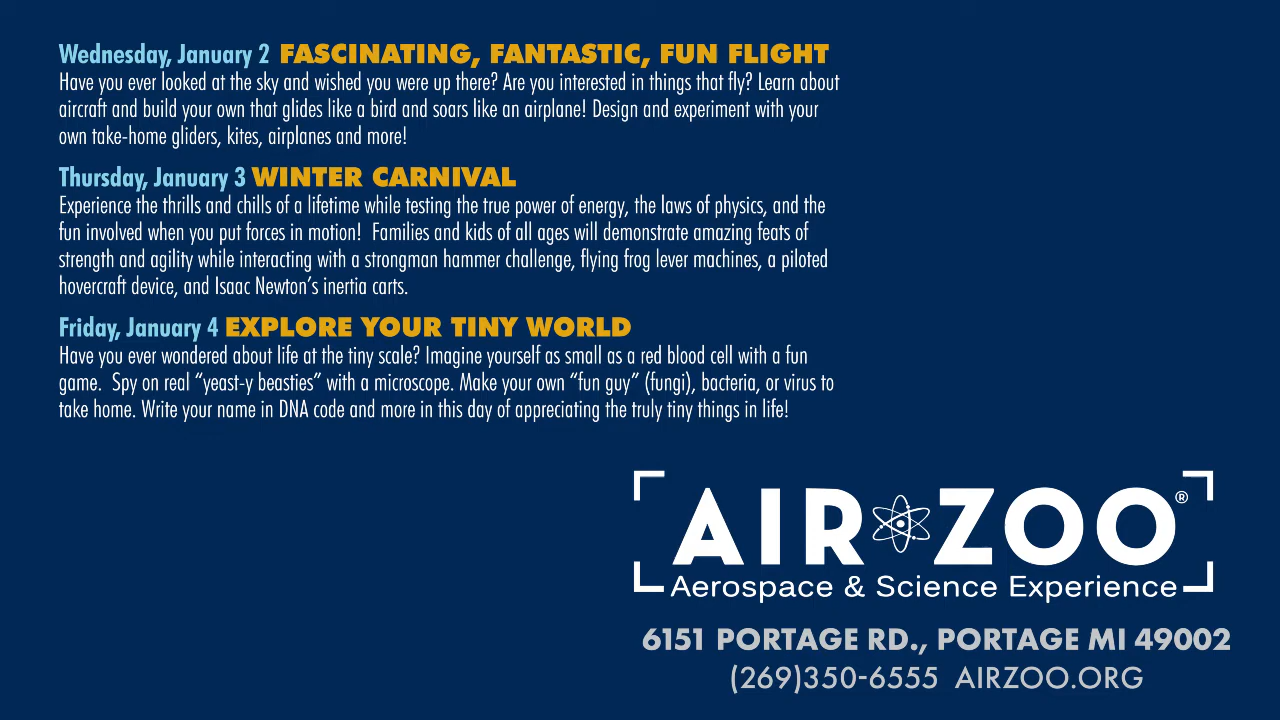 Wednesday, January 2 FASCINATING, FANTASTIC, FUN FLIGHT
Have you ever looked at the sky and wished you were up there? Are you interested in things that fly? Learn about
aircraft and build your own that glides like a bird and soars like an airplane! Design and experiment with your
own take-home gliders, kites, airplanes and more!
Thursday, January 3 WINTER CARNIVAL
Experience the thrills and chills of a lifetime while testing the true power of energy, the laws of physics, and the
fun involved when you put forces in motion!  Families and kids of all ages will demonstrate amazing feats of
strength and agility while interacting with a strongman hammer challenge, flying frog lever machines, a piloted
hovercraft device, and Isaac Newton's inertia carts.
Friday, January 4 EXPLORE YOUR TINY WORLD
Have you ever wondered about life at the tiny scale? Imagine yourself as small as a red blood cell with a fun
game.  Spy on real “yeast-y beasties” with a microscope. Make your own “fun guy” (fungi), bacteria, or virus to
take home. Write your name in DNA code and more in this day of appreciating the truly tiny things in life!
AIR ZOO®
Aerospace & Science Experience
6151 PORTAGE RD., PORTAGE MI 49002
(269)350-6555 AIRZOO.ORG